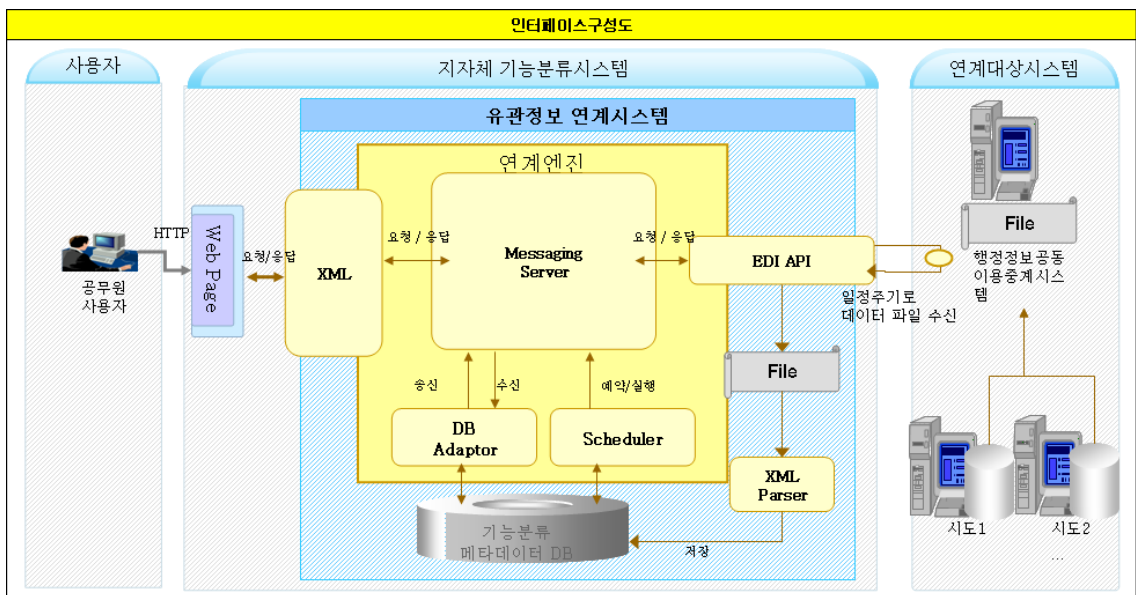 인터페이스구성도
사용자
지자체 기능분류시스템
연계대상시스템
유관정보 연계시스템
연계엔진
HTTP
공무원
사용자
Web Page
요청/응답
XML
요청 / 응답
Messaging
Server
요청 / 응답
EDI API
File
행정정보공동
이용중계시스
템
일정주기로
데이터 파일 수신
File
송신
수신
예약/실행
DB
Adaptor
Scheduler
XML
Parser
기능분류
메타데이터 DB
저장
시도1
시도2
...